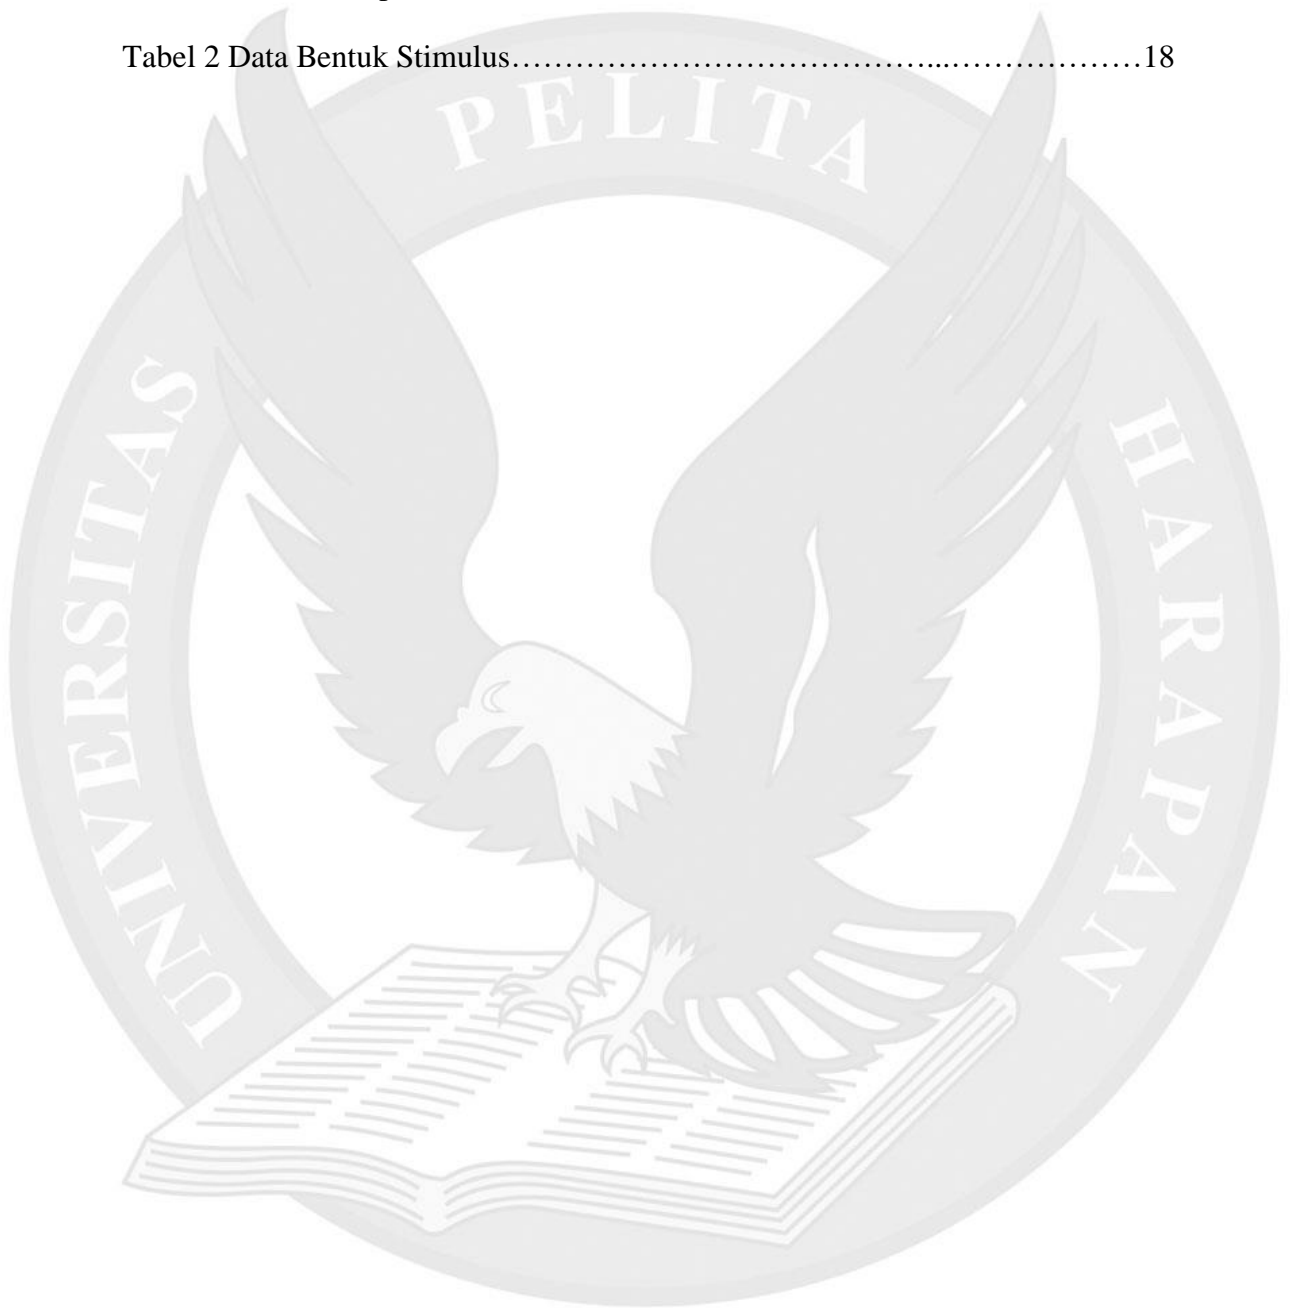 Tabel 2 Data Bentuk Stimulus…………………………………...………………18
UNIVERSITAS PELITA HARAPAN